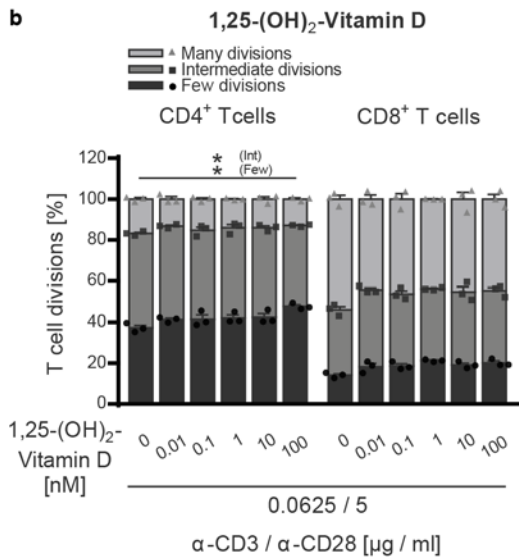 b
1,25-(OH)₂-Vitamin D
Many divisions
Intermediate divisions
Few divisions
CD4⁺ Tcells CD8⁺ T cells
120
100
80
60
40
20
0
T cell divisions [%]
* (Int)
* (Few)
1,25-(OH)₂-
Vitamin D
[nM]
0 0.01 0.1 1 10 100 0 0.01 0.1 1 10 100
0.0625 / 5
α-CD3 / α-CD28 [µg / ml]